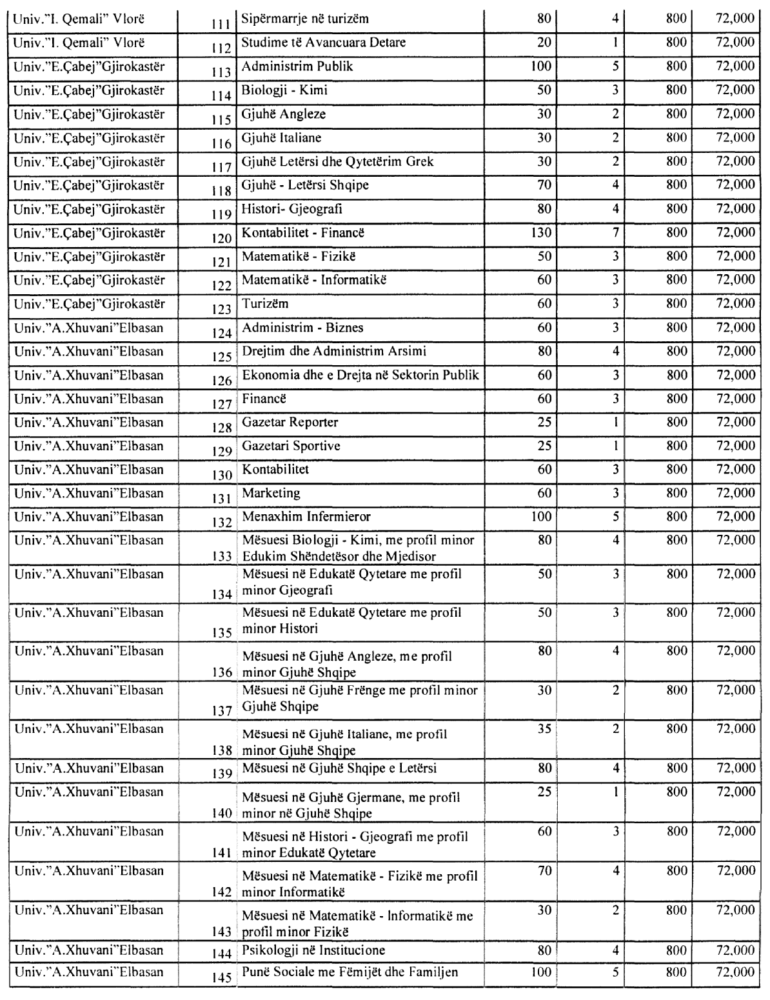 Univ.”I. Qemali” Vlorë 111 Sipërmarrje në turizëm 80 4 800 72,000
Univ.”I. Qemali” Vlorë 112 Studime të Avancuara Detare 20 1 800 72,000
Univ.”E.Çabej”Gjirokastër 113 Administrim Publik 100 5 800 72,000
Univ.”E.Çabej”Gjirokastër 114 Biologji - Kimi 50 3 800 72,000
Univ.”E.Çabej”Gjirokastër 115 Gjuhë Angleze 30 2 800 72,000
Univ.”E.Çabej”Gjirokastër 116 Gjuhë Italiane 30 2 800 72,000
Univ.”E.Çabej”Gjirokastër 117 Gjuhë Letërsi dhe Qytetërim Grek 30 2 800 72,000
Univ.”E.Çabej”Gjirokastër 118 Gjuhë - Letërsi Shqipe 70 4 800 72,000
Univ.”E.Çabej”Gjirokastër 119 Histori- Gjeografi 80 4 800 72,000
Univ.”E.Çabej”Gjirokastër 120 Kontabilitet - Financë 130 7 800 72,000
Univ.”E.Çabej”Gjirokastër 121 Matematikë - Fizikë 50 3 800 72,000
Univ.”E.Çabej”Gjirokastër 122 Matematikë - Informatikë 60 3 800 72,000
Univ.”E.Çabej”Gjirokastër 123 Turizëm 60 3 800 72,000
Univ.”A.Xhuvani”Elbasan 124 Administrim - Biznes 60 3 800 72,000
Univ.”A.Xhuvani”Elbasan 125 Drejtim dhe Administrim Arsimi 80 4 800 72,000
Univ.”A.Xhuvani”Elbasan 126 Ekonomia dhe e Drejta në Sektorin Publik 60 3 800 72,000
Univ.”A.Xhuvani”Elbasan 127 Financë 60 3 800 72,000
Univ.”A.Xhuvani”Elbasan 128 Gazetar Reporter 25 1 800 72,000
Univ.”A.Xhuvani”Elbasan 129 Gazetari Sportive 25 1 800 72,000
Univ.”A.Xhuvani”Elbasan 130 Kontabilitet 60 3 800 72,000
Univ.”A.Xhuvani”Elbasan 131 Marketing 60 3 800 72,000
Univ.”A.Xhuvani”Elbasan 132 Menaxhim Infermieror 100 5 800 72,000
Univ.”A.Xhuvani”Elbasan Mësuesi Biologji - Kimi, me profil minor 80 4 800 72,000
133 Edukim Shëndetësor dhe Mjedisor
Univ.”A.Xhuvani”Elbasan Mësuesi në Edukatë Qytetare me profil 50 3 800 72,000
134 minor Gjeografi
Univ.”A.Xhuvani”Elbasan Mësuesi në Edukatë Qytetare me profil 50 3 800 72,000
135 minor Histori
Univ.”A.Xhuvani”Elbasan Mësuesi në Gjuhë Angleze, me profil 80 4 800 72,000
136 minor Gjuhë Shqipe
Univ.”A.Xhuvani”Elbasan Mësuesi në Gjuhë Frënge me profil minor 30 2 800 72,000
137 Gjuhë Shqipe
Univ.”A.Xhuvani”Elbasan Mësuesi në Gjuhë Italiane, me profil 35 2 800 72,000
138 minor Gjuhë Shqipe
Univ.”A.Xhuvani”Elbasan 139 Mësuesi në Gjuhë Shqipe e Letërsi 80 4 800 72,000
Univ.”A.Xhuvani”Elbasan Mësuesi në Gjuhë Gjermane, me profil 25 1 800 72,000
140 minor në Gjuhë Shqipe
Univ.”A.Xhuvani”Elbasan Mësuesi në Histori - Gjeografi me profil 60 3 800 72,000
141 minor Edukatë Qytetare
Univ.”A.Xhuvani”Elbasan Mësuesi në Matematikë - Fizikë me profil 70 4 800 72,000
142 minor Informatikë
Univ.”A.Xhuvani”Elbasan Mësuesi në Matematikë - Informatikë me 30 2 800 72,000
143 profil minor Fizikë
Univ.”A.Xhuvani”Elbasan 144 Psikologji në Institucione 80 4 800 72,000
Univ.”A.Xhuvani”Elbasan 145 Punë Sociale me Fëmijët dhe Familjen 100 5 800 72,000